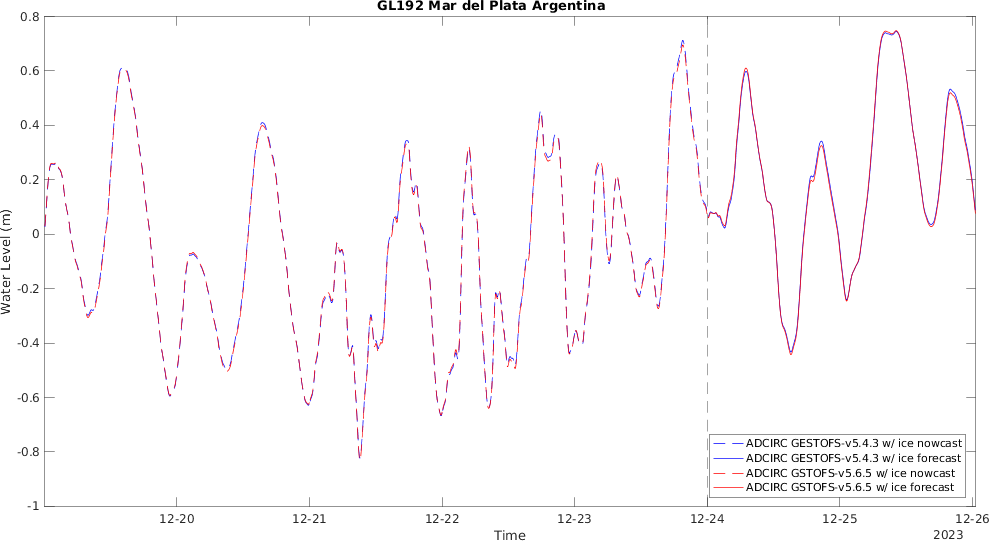 GL192 Mar del Plata Argentina
0.8
0.6
0.4
0.2
0
-0.2
-0.4
-0.6
-0.8
-1
Water Level (m)
12-20
12-21
12-22
12-23
12-24
12-25
12-26
Time
2023
ADCIRC GESTOFS-v5.4.3 w/ ice nowcast
ADCIRC GESTOFS-v5.4.3 w/ ice forecast
ADCIRC GSTOFS-v5.6.5 w/ ice nowcast
ADCIRC GSTOFS-v5.6.5 w/ ice forecast